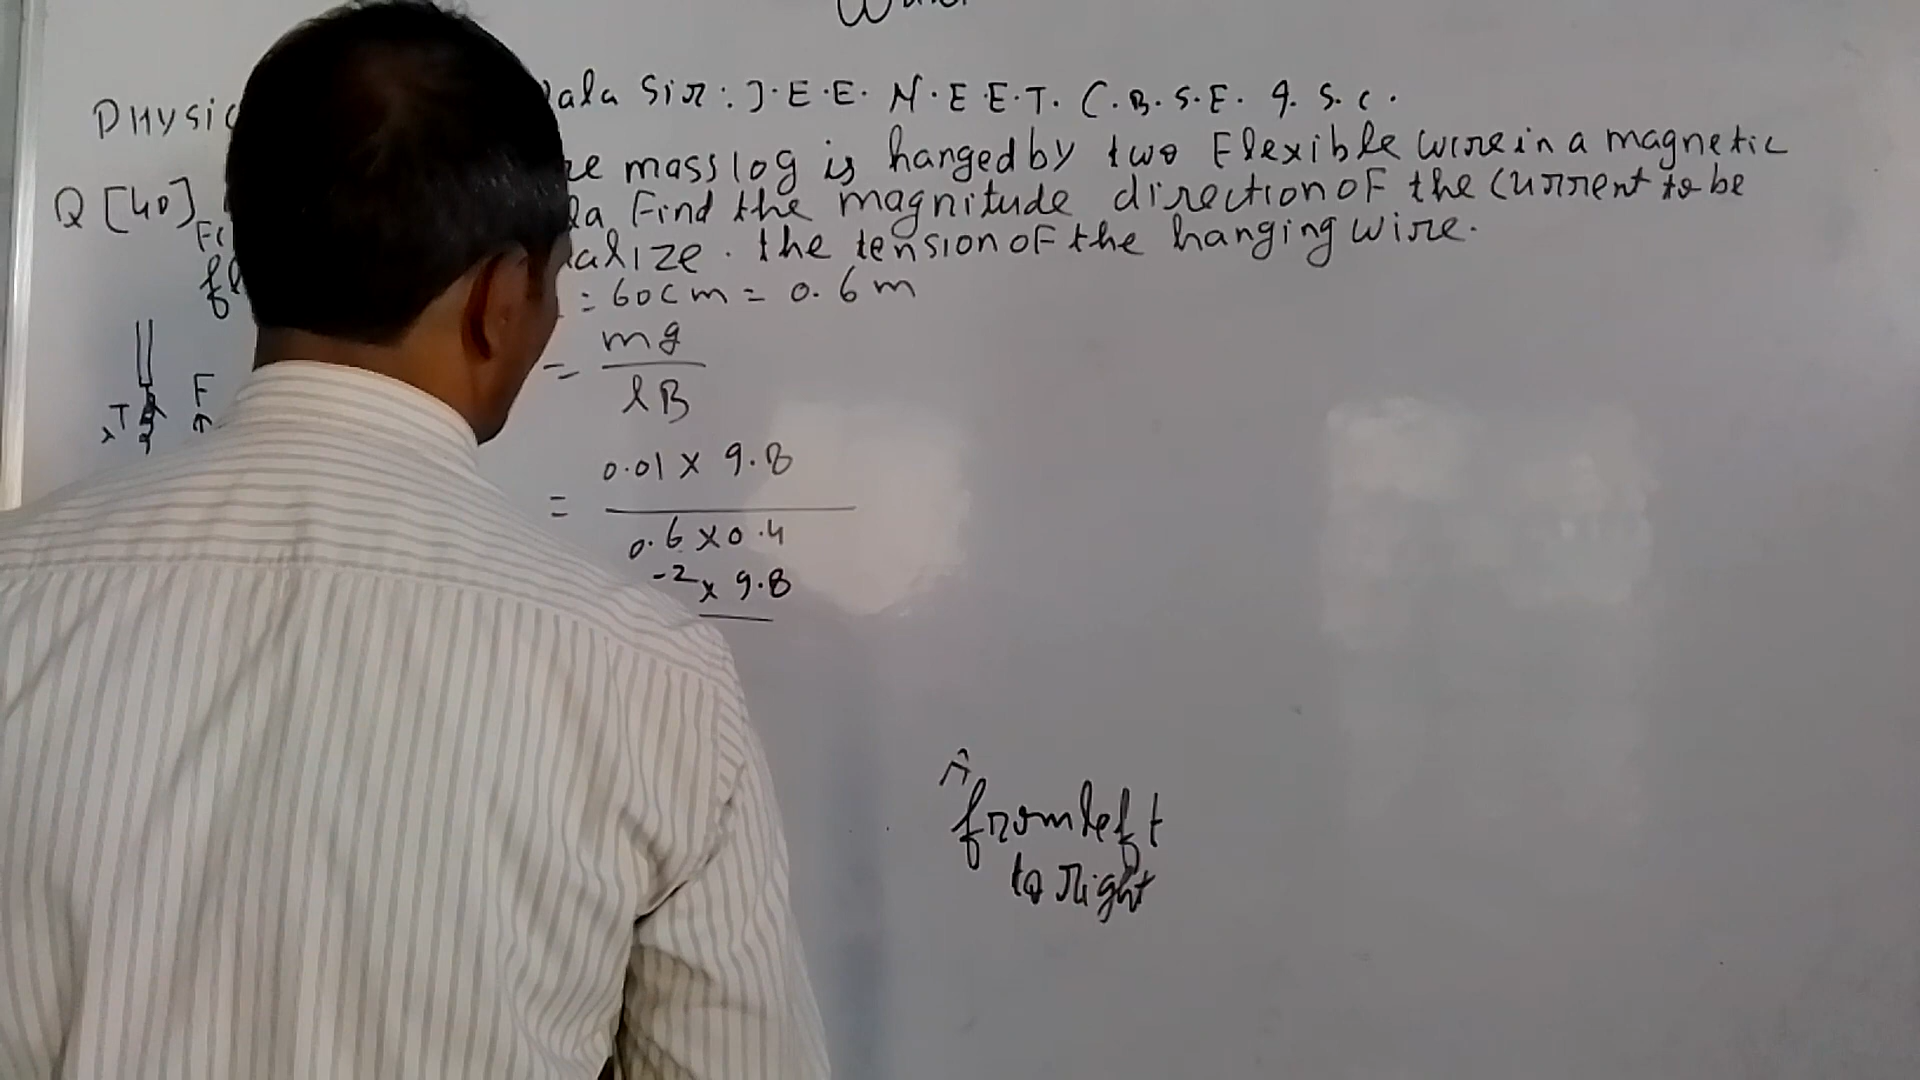 Physic ala Sir: J.E.E. N.E.E.T. C.B.S.E. I.S.C.
Q [40] re mass 10g is hanged by two Flexible wire in a magnetic
la Find the magnitude direction of the current to be
fl alize. the tension of the hanging wire.
= 60cm = 0.6m
= mg
lB
T F
0.01 x 9.8
=
0.6 x 0.4
-2 x 9.8
from left
to right